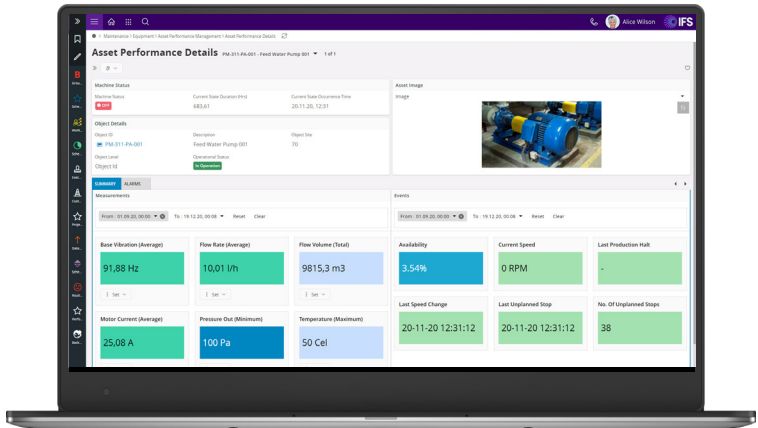 Alice Wilson
IFS
Maintenance > Equipment > Asset Performance Management > Asset Performance Details
Asset Performance Details PM-311-PA-001 - Feed Water Pump 001 1 of 1
Machine Status
Machine Status
Current State Duration (Hrs)
Current State Occurrence Time
OFF
683,61
20.11.20, 12:31
Asset Image
Image
Object Details
Object ID
Description
Object Site
PM-311-PA-001
Feed Water Pump 001
70
Object Level
Operational Status
Object Id
In Operation
SUMMARY
ALARMS
Measurements
Events
From : 01.09.20, 00:00
To : 19.12.20, 00:08
Reset
Clear
From : 01.09.20, 00:00
To : 19.12.20, 00:08
Reset
Clear
Base Vibration (Average)
Flow Rate (Average)
Flow Volume (Total)
91,88 Hz
10,01 l/h
9815,3 m3
Set
Set
Set
Motor Current (Average)
Pressure Out (Minimum)
Temperature (Maximum)
25,08 A
100 Pa
50 Cel
Availability
Current Speed
Last Production Halt
3.54%
0 RPM
-
Last Speed Change
Last Unplanned Stop
No. Of Unplanned Stops
20-11-20 12:31:12
20-11-20 12:31:12
38